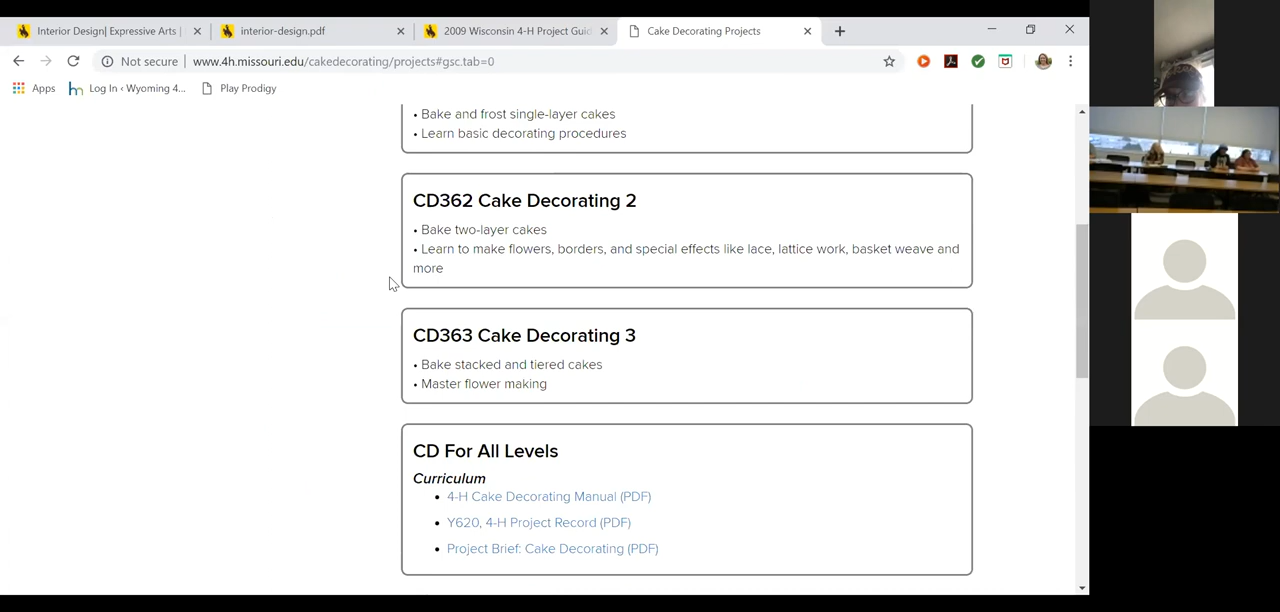 Interior Design| Expressive Arts |
interior-design.pdf
2009 Wisconsin 4-H Project Guid
Cake Decorating Projects
Not secure | www.4h.missouri.edu/cakedecorating/projects#gsc.tab=0
Apps
Log In ‹ Wyoming 4...
Play Prodigy
• Bake and frost single-layer cakes
• Learn basic decorating procedures
CD362 Cake Decorating 2
• Bake two-layer cakes
• Learn to make flowers, borders, and special effects like lace, lattice work, basket weave and
more
CD363 Cake Decorating 3
• Bake stacked and tiered cakes
• Master flower making
CD For All Levels
Curriculum
• 4-H Cake Decorating Manual (PDF)
• Y620, 4-H Project Record (PDF)
• Project Brief: Cake Decorating (PDF)